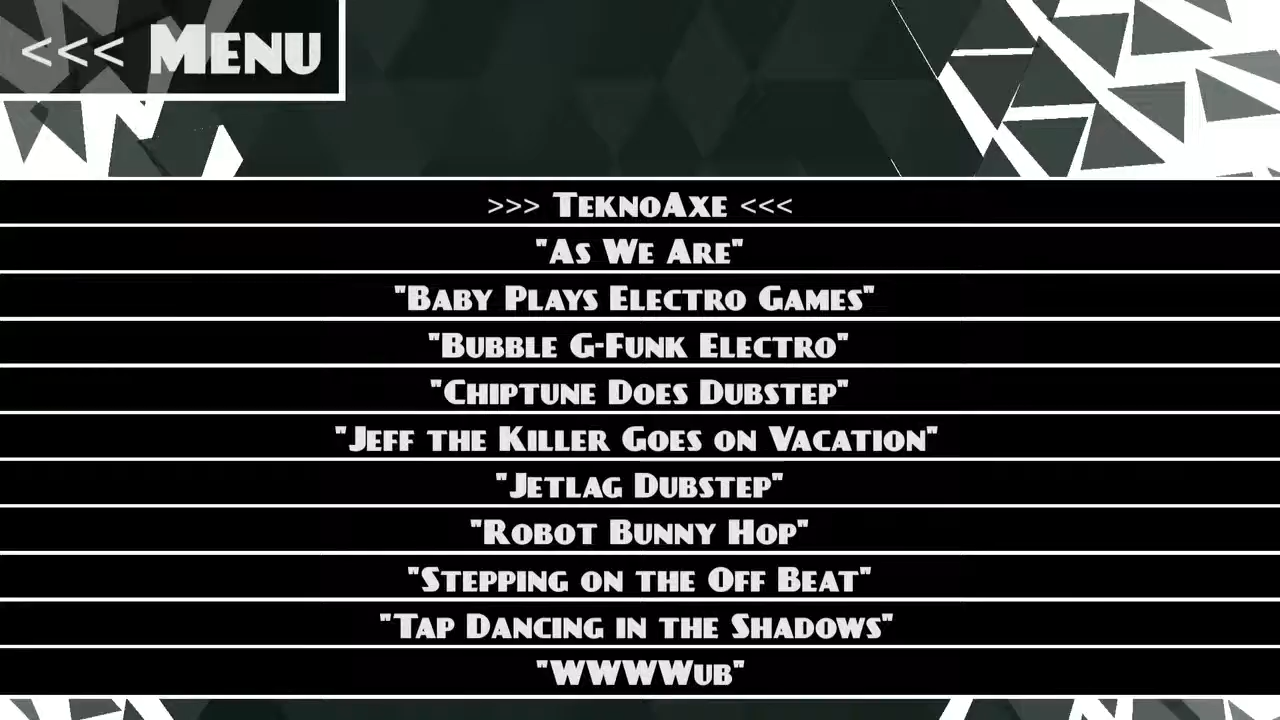 <<< Menu
>>> TeknoAxe <<<
"As We Are"
"Baby Plays Electro Games"
"Bubble G-Funk Electro"
"Chiptune Does Dubstep"
"Jeff the Killer Goes on Vacation"
"Jetlag Dubstep"
"Robot Bunny Hop"
"Stepping on the Off Beat"
"Tap Dancing in the Shadows"
"WWWWub"